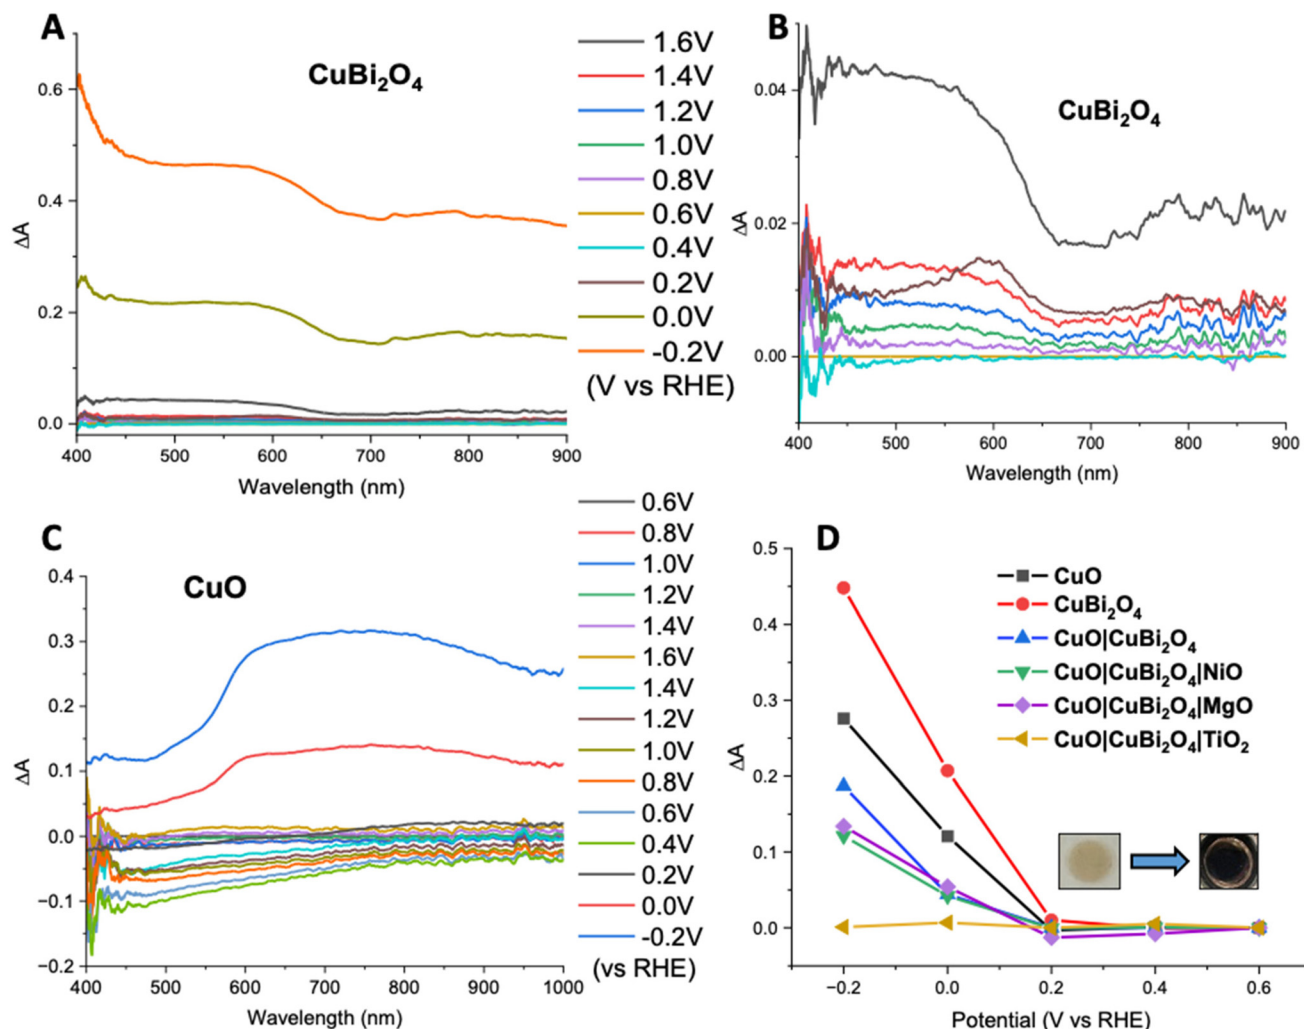 A
CuBi₂O₄
0.6
0.4
0.2
0.0
ΔA
400
500
600
700
800
900
Wavelength (nm)
1.6V
1.4V
1.2V
1.0V
0.8V
0.6V
0.4V
0.2V
0.0V
-0.2V
(V vs RHE)
B
CuBi₂O₄
0.04
0.02
0.00
ΔA
400
500
600
700
800
900
Wavelength (nm)
C
CuO
0.4
0.3
0.2
0.1
0.0
−0.1
−0.2
ΔA
400
500
600
700
800
900
1000
Wavelength (nm)
0.6V
0.8V
1.0V
1.2V
1.4V
1.6V
1.4V
1.2V
1.0V
0.8V
0.6V
0.4V
0.2V
0.0V
-0.2V
(vs RHE)
D
0.5
0.4
0.3
0.2
0.1
0.0
ΔA
CuO
CuBi₂O₄
CuO|CuBi₂O₄
CuO|CuBi₂O₄|NiO
CuO|CuBi₂O₄|MgO
CuO|CuBi₂O₄|TiO₂
−0.2
0.0
0.2
0.4
0.6
Potential (V vs RHE)